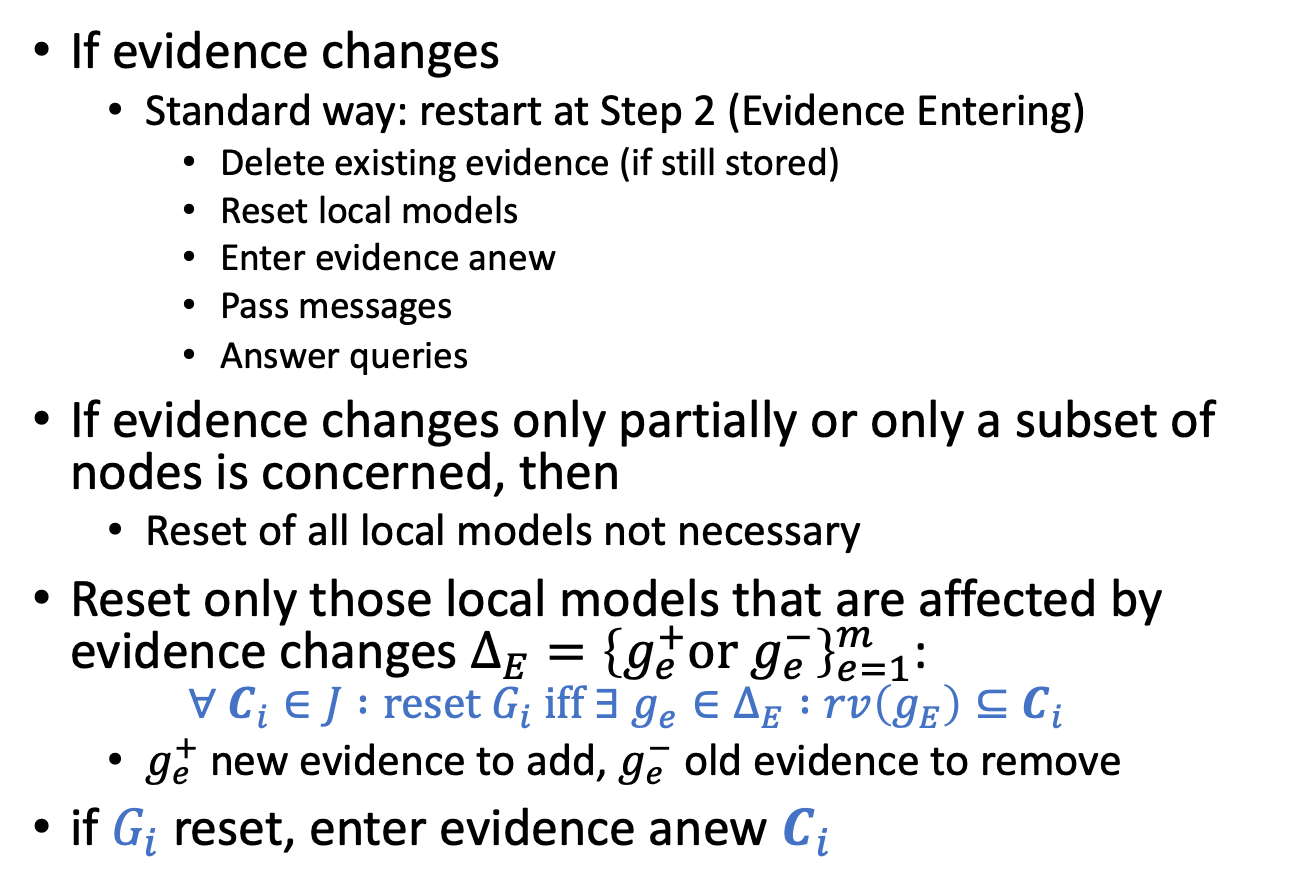 • If evidence changes
• Standard way: restart at Step 2 (Evidence Entering)
• Delete existing evidence (if still stored)
• Reset local models
• Enter evidence anew
• Pass messages
• Answer queries
• If evidence changes only partially or only a subset of
nodes is concerned, then
• Reset of all local models not necessary
• Reset only those local models that are affected by
evidence changes Δ_E = {g_e^+ or g_e^-}_{e=1}^m:
∀ C_i ∈ J : reset G_i iff ∃ g_e ∈ Δ_E : rv(g_E) ⊆ C_i
• g_e^+ new evidence to add, g_e^- old evidence to remove
• if G_i reset, enter evidence anew C_i